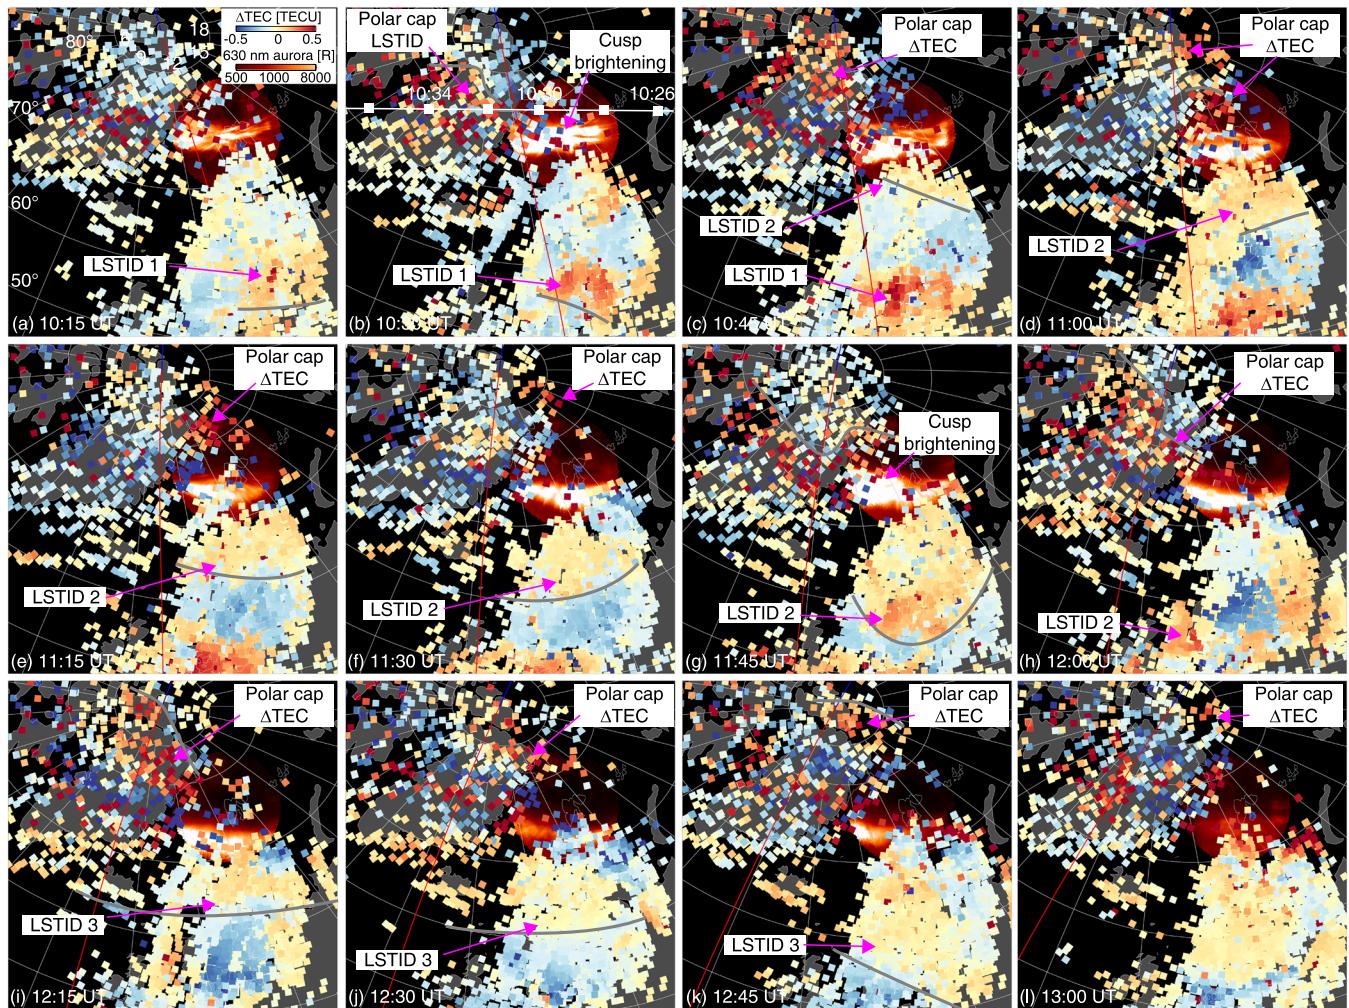 ΔTEC [TECU]
-0.5 0 0.5
630 nm aurora [R]
500 1000 8000
80°
18
70°
60°
50°
LSTID 1
(a) 10:15 UT
Polar cap
LSTID
Cusp
brightening
10:34
10:30
10:26
LSTID 1
Polar cap
ΔTEC
LSTID 2
LSTID 1
(c) 10:45 UT
Polar cap
ΔTEC
LSTID 2
(d) 11:00 UT
Polar cap
ΔTEC
LSTID 2
(e) 11:15 UT
Polar cap
ΔTEC
LSTID 2
(f) 11:30 UT
Cusp
brightening
LSTID 2
(g) 11:45 UT
Polar cap
ΔTEC
LSTID 2
(h) 12:00 UT
Polar cap
ΔTEC
LSTID 3
(i) 12:15 UT
Polar cap
ΔTEC
LSTID 3
(j) 12:30 UT
Polar cap
ΔTEC
LSTID 3
(k) 12:45 UT
Polar cap
ΔTEC
(l) 13:00 UT